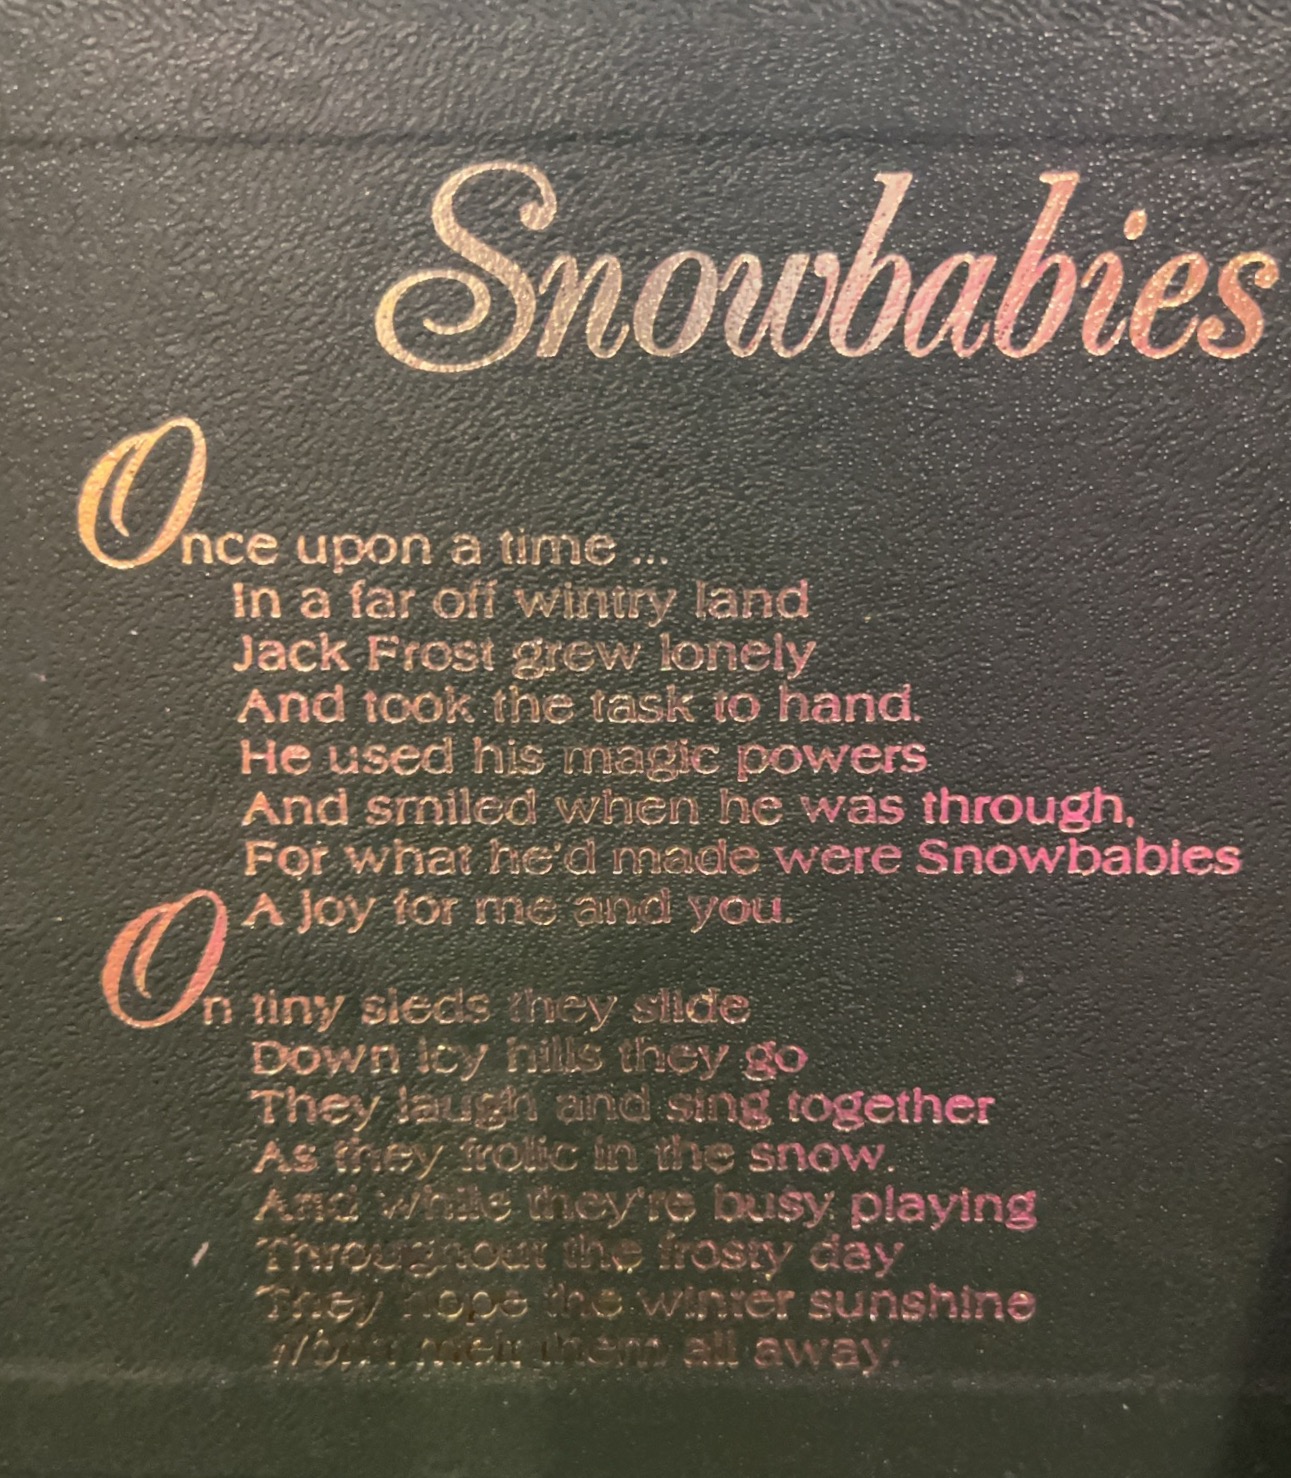 Snowbabies
Once upon a time ...
In a far off wintry land
Jack Frost grew lonely
And took the task to hand.
He used his magic powers
And smiled when he was through,
For what he'd made were Snowbabies
A joy for me and you.
On tiny sleds they slide
Down icy hills they go
They laugh and sing together
As they frolic in the snow.
And while they're busy playing
Throughout the frosty day
They hope the winter sunshine
Won't melt them all away.